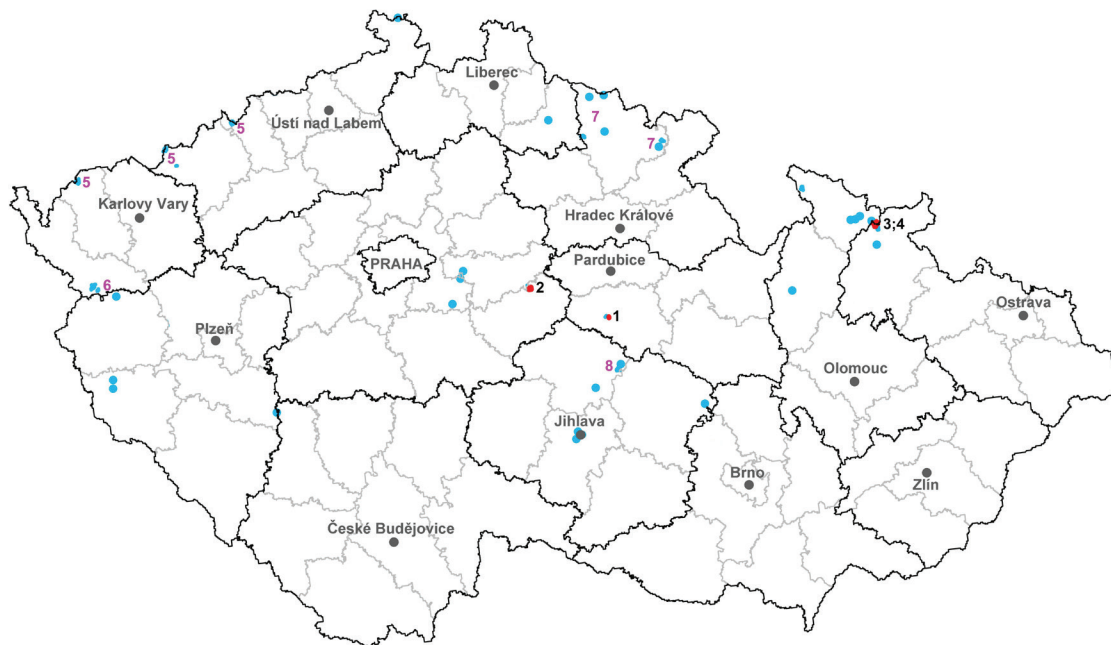 Liberec
Ústí nad Labem
5
7
7
5
5
Karlovy Vary
Hradec Králové
3;4
PRAHA
Pardubice
6
2
Ostrava
1
Plzeň
8
Olomouc
Jihlava
Brno
Zlín
České Budějovice